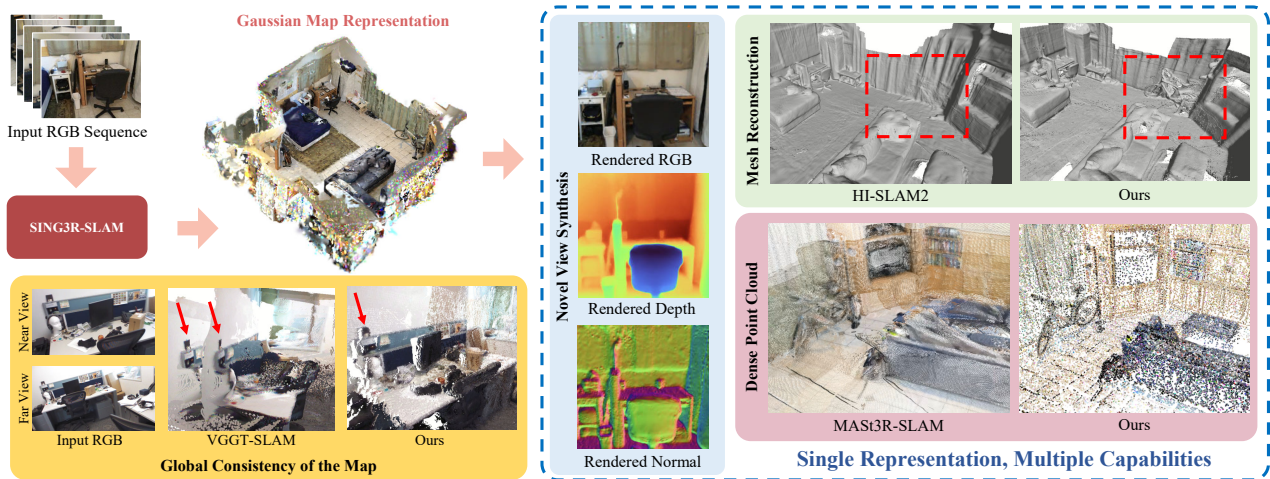 Gaussian Map Representation
Input RGB Sequence
SING3R-SLAM
Near View
Far View
Input RGB
VGGT-SLAM
Ours
Global Consistency of the Map
Novel View Synthesis
Rendered RGB
Rendered Depth
Rendered Normal
Mesh Reconstruction
HI-SLAM2
Ours
Dense Point Cloud
MASt3R-SLAM
Ours
Single Representation, Multiple Capabilities